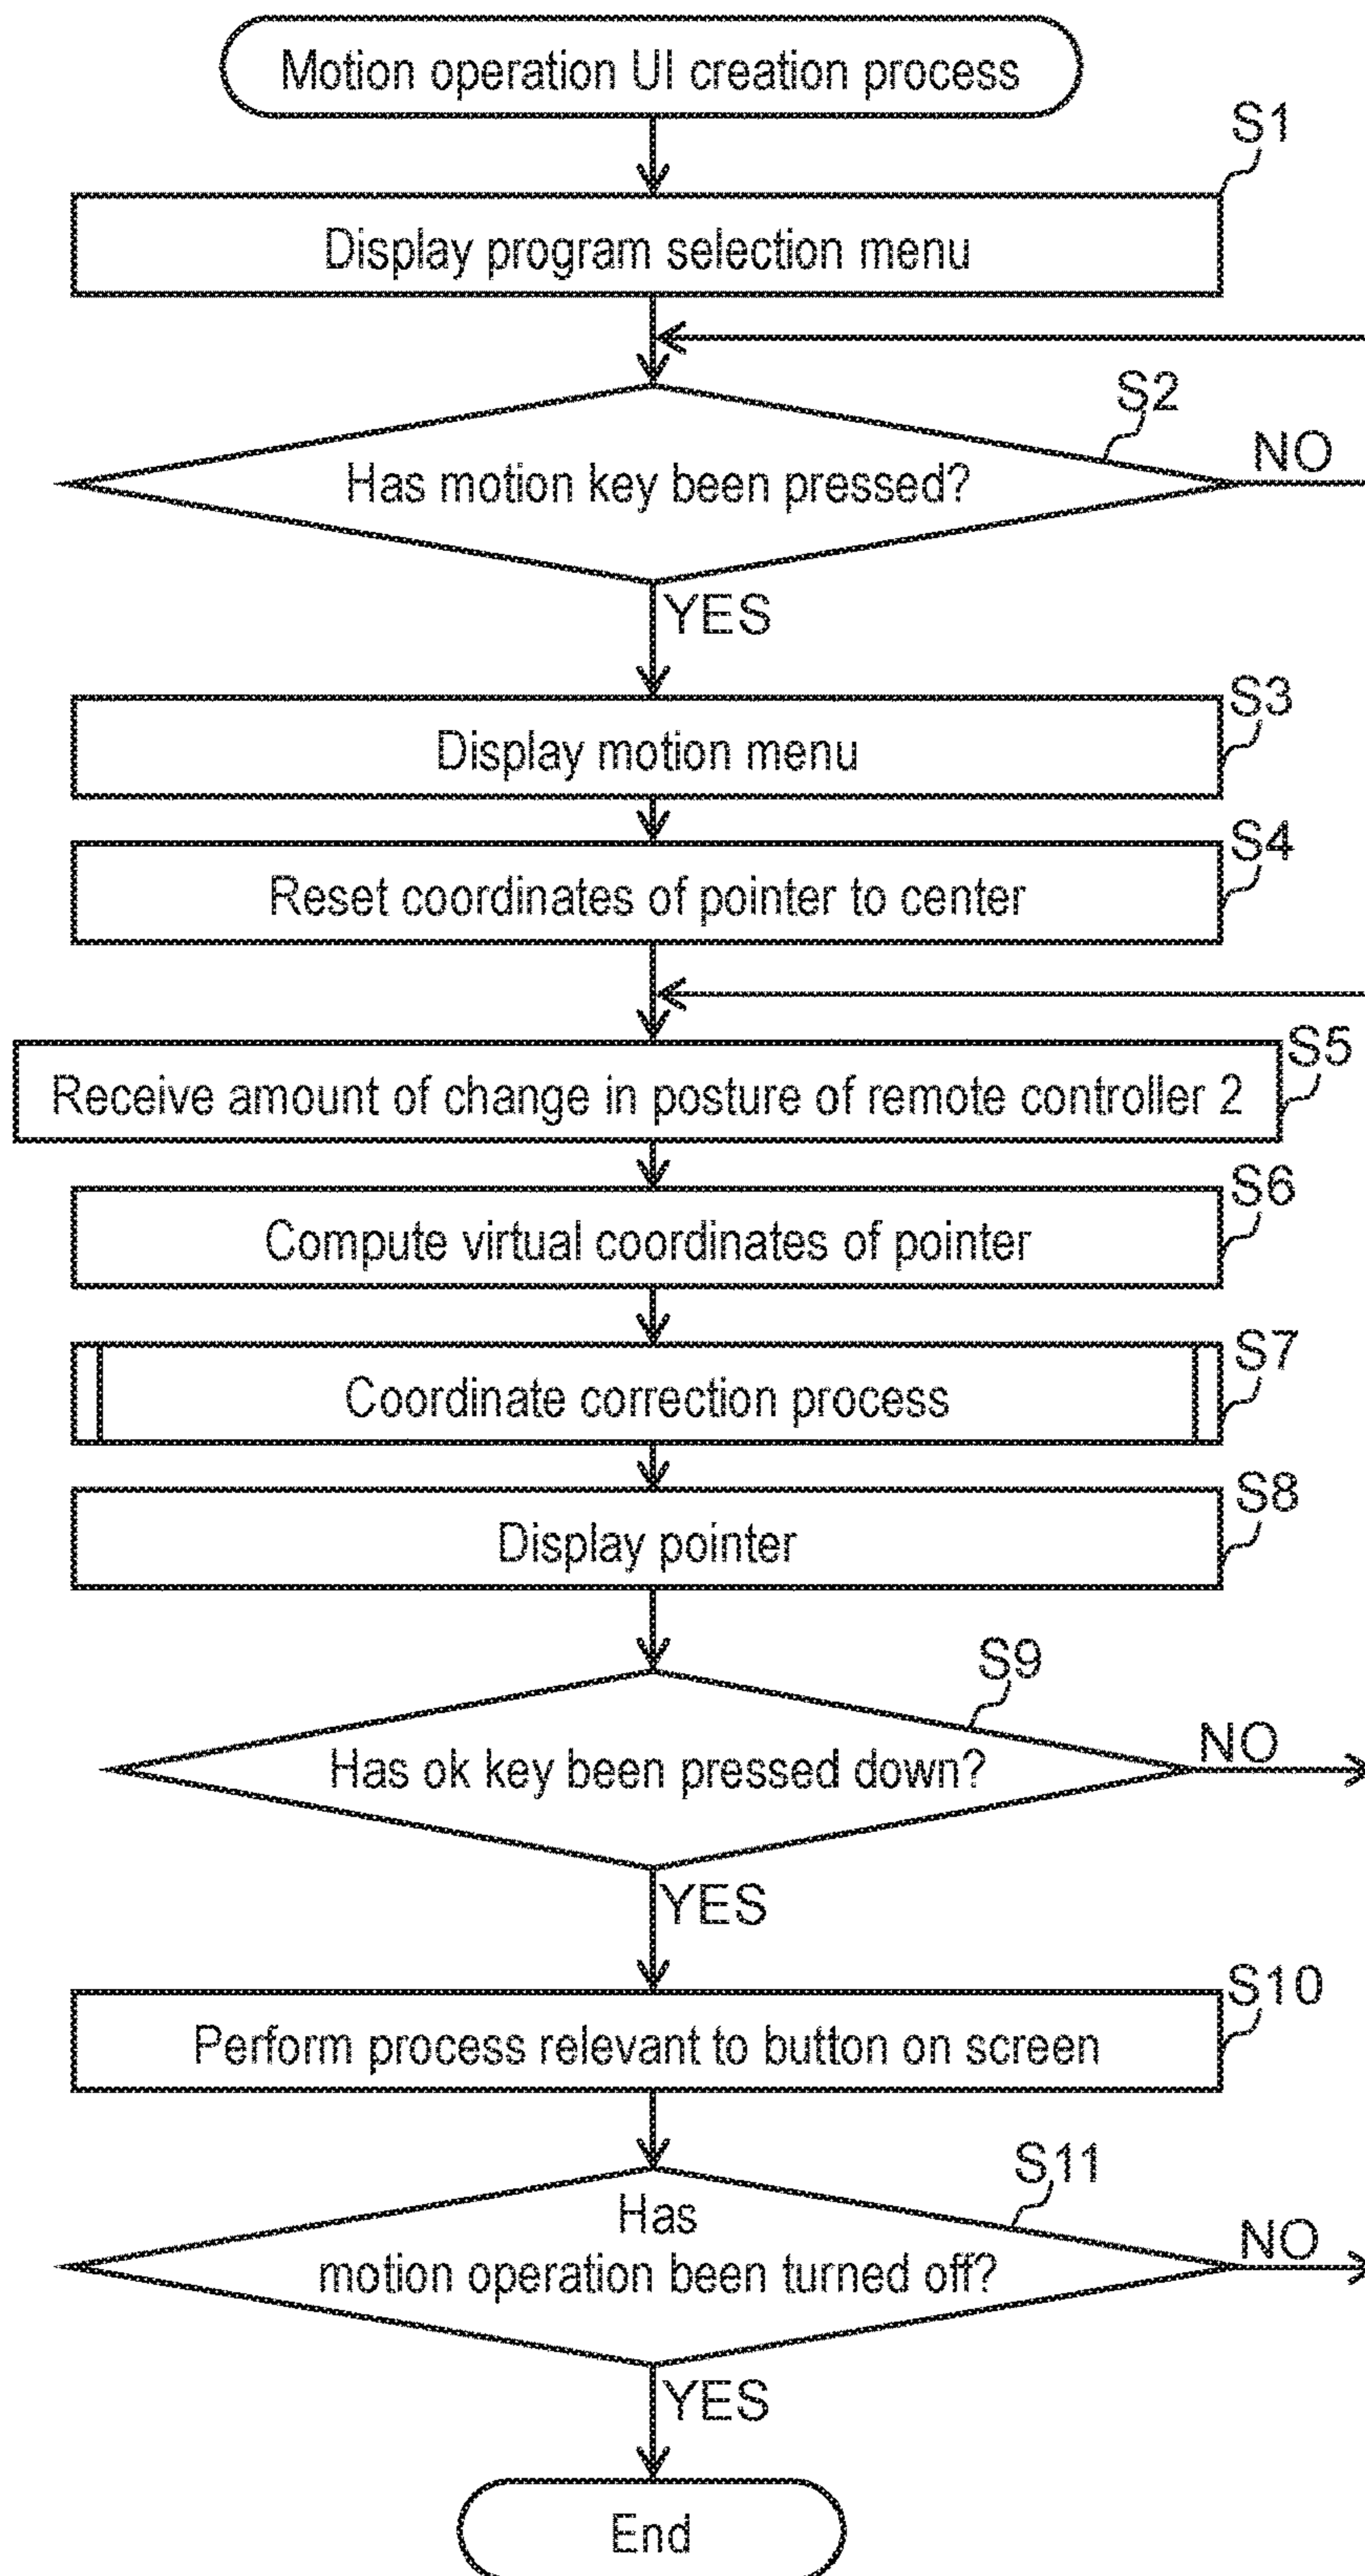 Motion operation UI creation process
S1
Display program selection menu
S2
Has motion key been pressed?
NO
YES
S3
Display motion menu
S4
Reset coordinates of pointer to center
S5
Receive amount of change in posture of remote controller 2
S6
Compute virtual coordinates of pointer
S7
Coordinate correction process
S8
Display pointer
S9
Has ok key been pressed down?
NO
YES
S10
Perform process relevant to button on screen
S11
Has
motion operation been turned off?
NO
YES
End